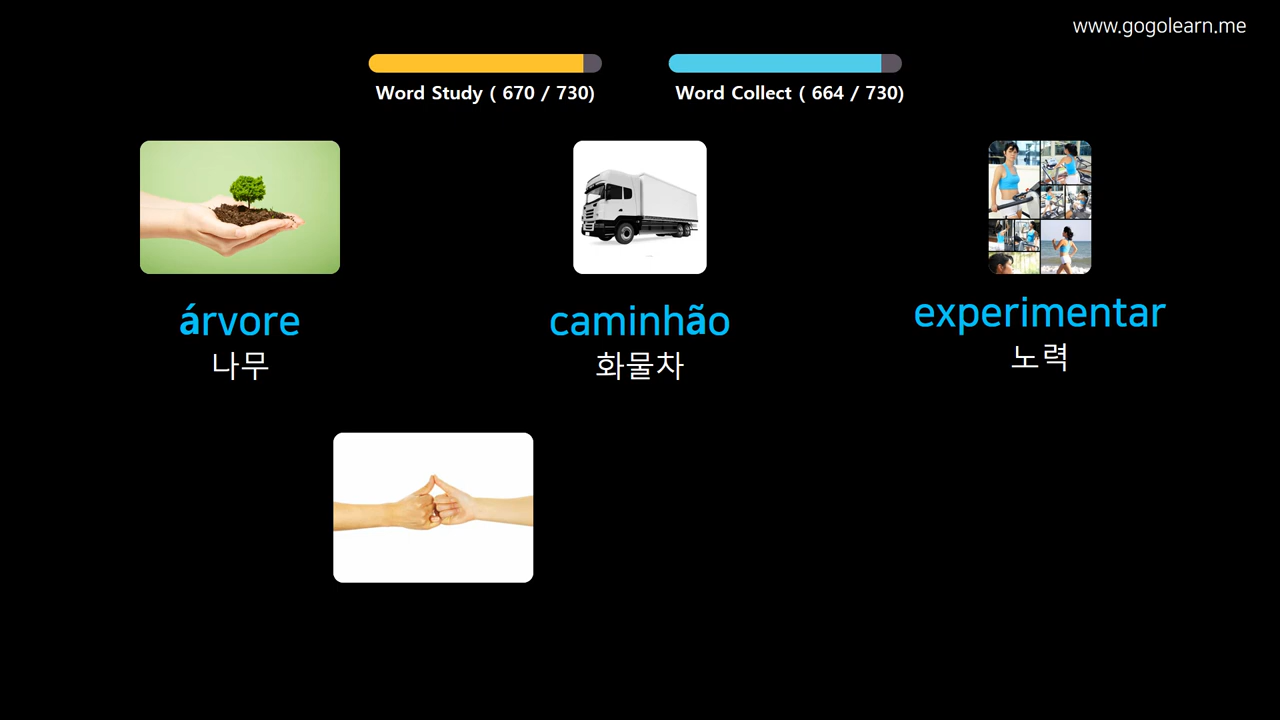 www.gogolearn.me
Word Study ( 670 / 730)
Word Collect ( 664 / 730)
árvore
나무
caminhão
화물차
experimentar
노력